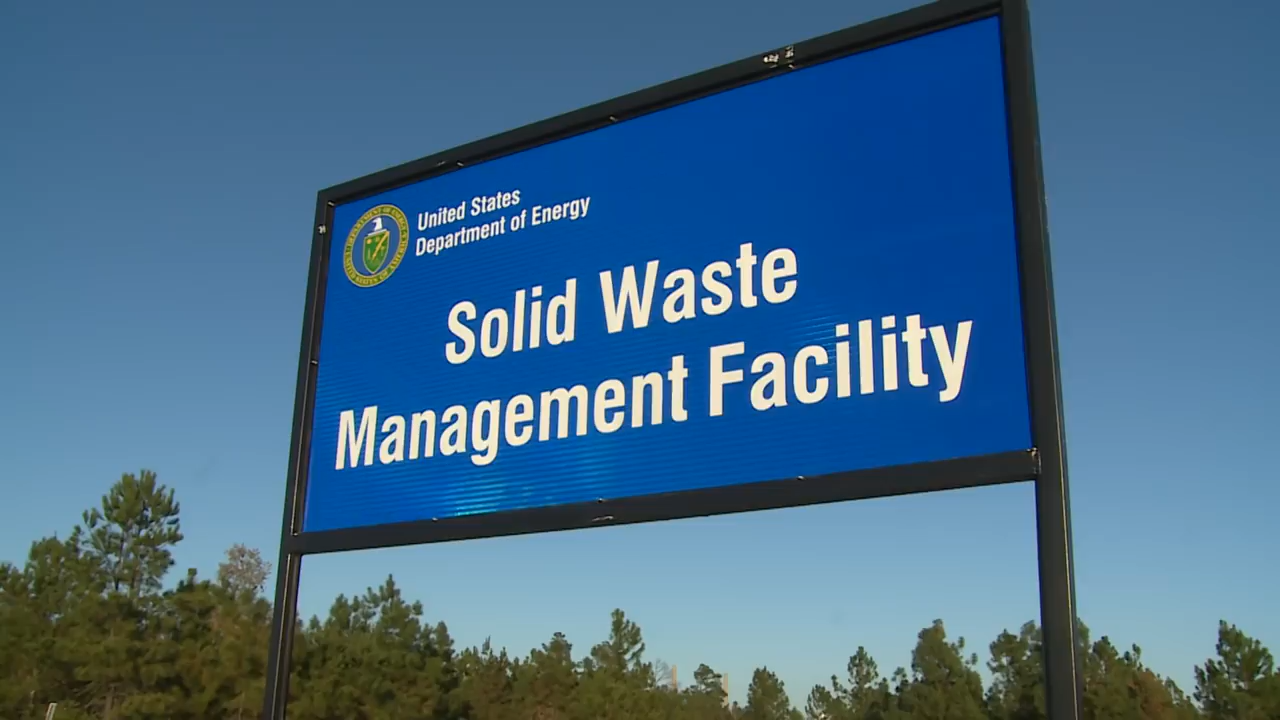 United States
Department of Energy
Solid Waste
Management Facility